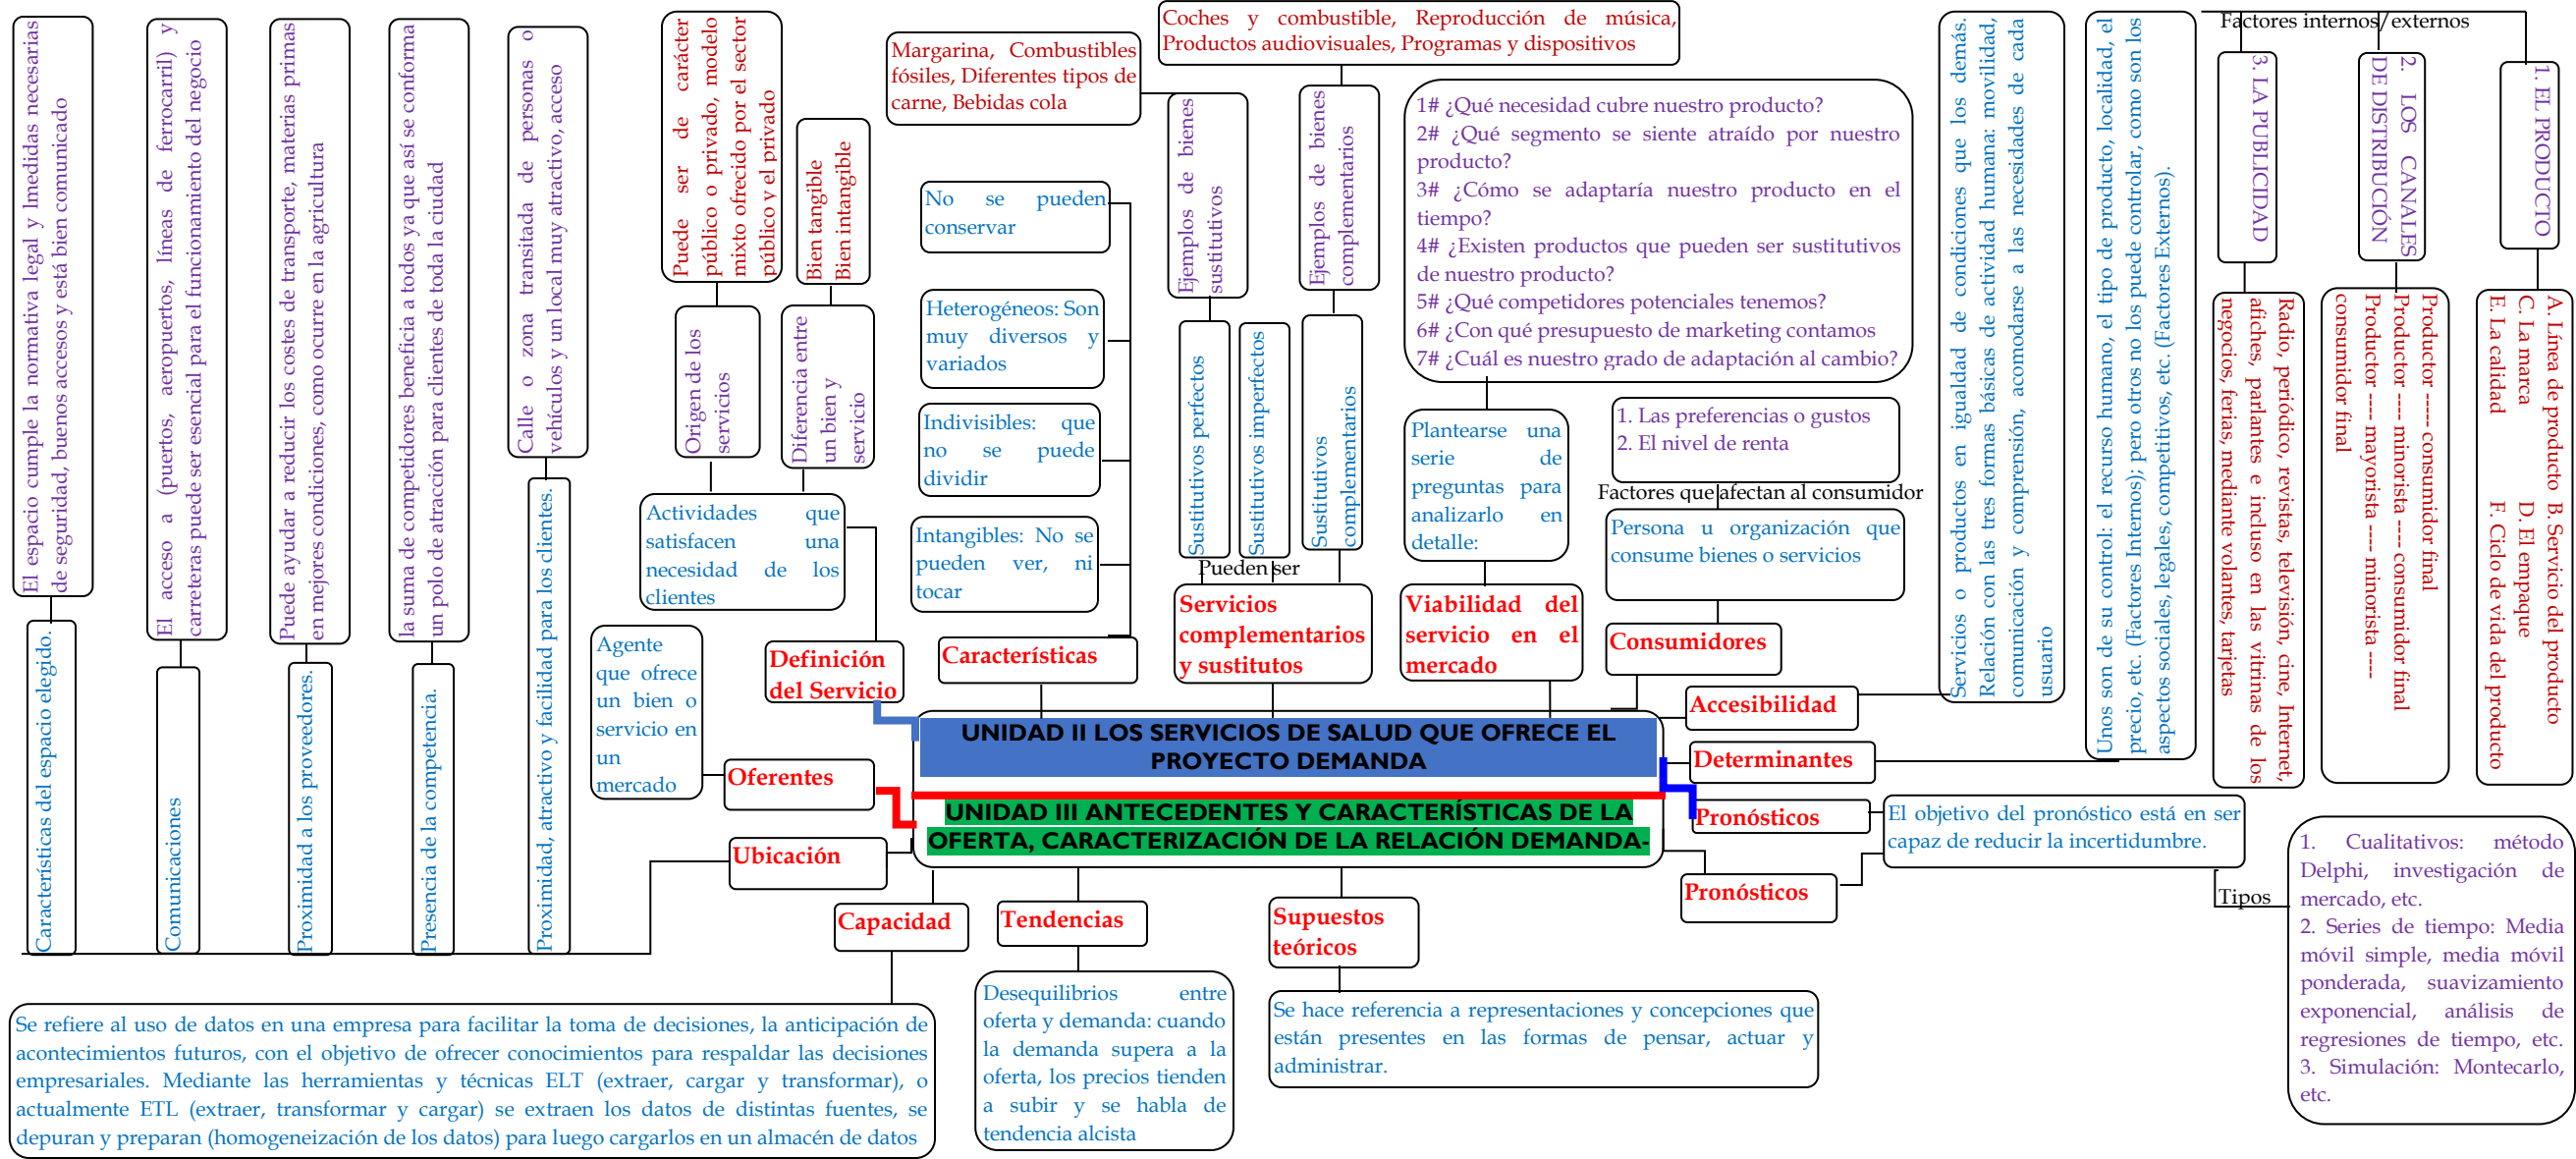 El espacio cumple la normativa legal y lmedidas necesarias
de seguridad, buenos accesos y está bien comunicado
Características del espacio elegido.
El acceso a (puertos, aeropuertos, líneas de ferrocarril) y
carreteras puede ser esencial para el funcionamiento del negocio
Comunicaciones
Puede ayudar a reducir los costes de transporte, materias primas
en mejores condiciones, como ocurre en la agricultura
Proximidad a los proveedores.
la suma de competidores beneficia a todos ya que así se conforma
un polo de atracción para clientes de toda la ciudad
Presencia de la competencia.
Calle o zona transitada de personas o
vehículos y un local muy atractivo, acceso
Proximidad, atractivo y facilidad para los clientes.
Puede ser de carácter
público o privado, modelo
mixto ofrecido por el sector
público y el privado
Origen de los
servicios
Bien tangible
Bien intangible
Diferencia entre
un bien y
servicio
Actividades que
satisfacen una
necesidad de los
clientes
Definición
del Servicio
Agente
que ofrece
un bien o
servicio en
un
mercado
Oferentes
Ubicación
Margarina, Combustibles
fósiles, Diferentes tipos de
carne, Bebidas cola
No se pueden
conservar
Heterogéneos: Son
muy diversos y
variados
Indivisibles: que
no se puede
dividir
Intangibles: No se
pueden ver, ni
tocar
Características
Coches y combustible, Reproducción de música,
Productos audiovisuales, Programas y dispositivos
Ejemplos de bienes
sustitutivos
Ejemplos de bienes
complementarios
Sustitutivos perfectos
Sustitutivos imperfectos
Sustitutivos
complementarios
Pueden ser
Servicios
complementarios
y sustitutos
1# ¿Qué necesidad cubre nuestro producto?
2# ¿Qué segmento se siente atraído por nuestro
producto?
3# ¿Cómo se adaptaría nuestro producto en el
tiempo?
4# ¿Existen productos que pueden ser sustitutivos
de nuestro producto?
5# ¿Qué competidores potenciales tenemos?
6# ¿Con qué presupuesto de marketing contamos
7# ¿Cuál es nuestro grado de adaptación al cambio?
Plantearse una
serie de
preguntas para
analizarlo en
detalle:
Viabilidad del
servicio en el
mercado
1. Las preferencias o gustos
2. El nivel de renta
Factores que afectan al consumidor
Persona u organización que
consume bienes o servicios
Consumidores
Servicios o productos en igualdad de condiciones que los demás.
Relación con las tres formas básicas de actividad humana: movilidad,
comunicación y comprensión, acomodarse a las necesidades de cada
usuario
Accesibilidad
Unos son de su control: el recurso humano, el tipo de producto, localidad, el
precio, etc. (Factores Internos); pero otros no los puede controlar, como son los
aspectos sociales, legales, competitivos, etc. (Factores Externos).
Determinantes
Factores internos/externos
3. LA PUBLICIDAD
Radio, periódico, revistas, televisión, cine, Internet,
afiches, parlantes e incluso en las vitrinas de los
negocios, ferias, mediante volantes, tarjetas
2. LOS CANALES
DE DISTRIBUCIÓN
Productor ----- consumidor final
Productor ---- minorista ---- consumidor final
Productor ---- mayorista ---- minorista ----
consumidor final
1. EL PRODUCTO
A. Línea de producto B. Servicio del producto
C. La marca D. El empaque
E. La calidad F. Ciclo de vida del producto
UNIDAD II LOS SERVICIOS DE SALUD QUE OFRECE EL
PROYECTO DEMANDA
UNIDAD III ANTECEDENTES Y CARACTERÍSTICAS DE LA
OFERTA, CARACTERIZACIÓN DE LA RELACIÓN DEMANDA-
Pronósticos
El objetivo del pronóstico está en ser
capaz de reducir la incertidumbre.
Pronósticos
Tipos
1. Cualitativos: método
Delphi, investigación de
mercado, etc.
2. Series de tiempo: Media
móvil simple, media móvil
ponderada, suavizamiento
exponencial, análisis de
regresiones de tiempo, etc.
3. Simulación: Montecarlo,
etc.
Capacidad
Se refiere al uso de datos en una empresa para facilitar la toma de decisiones, la anticipación de
acontecimientos futuros, con el objetivo de ofrecer conocimientos para respaldar las decisiones
empresariales. Mediante las herramientas y técnicas ELT (extraer, cargar y transformar), o
actualmente ETL (extraer, transformar y cargar) se extraen los datos de distintas fuentes, se
depuran y preparan (homogeneización de los datos) para luego cargarlos en un almacén de datos
Tendencias
Desequilibrios entre
oferta y demanda: cuando
la demanda supera a la
oferta, los precios tienden
a subir y se habla de
tendencia alcista
Supuestos
teóricos
Se hace referencia a representaciones y concepciones que
están presentes en las formas de pensar, actuar y
administrar.